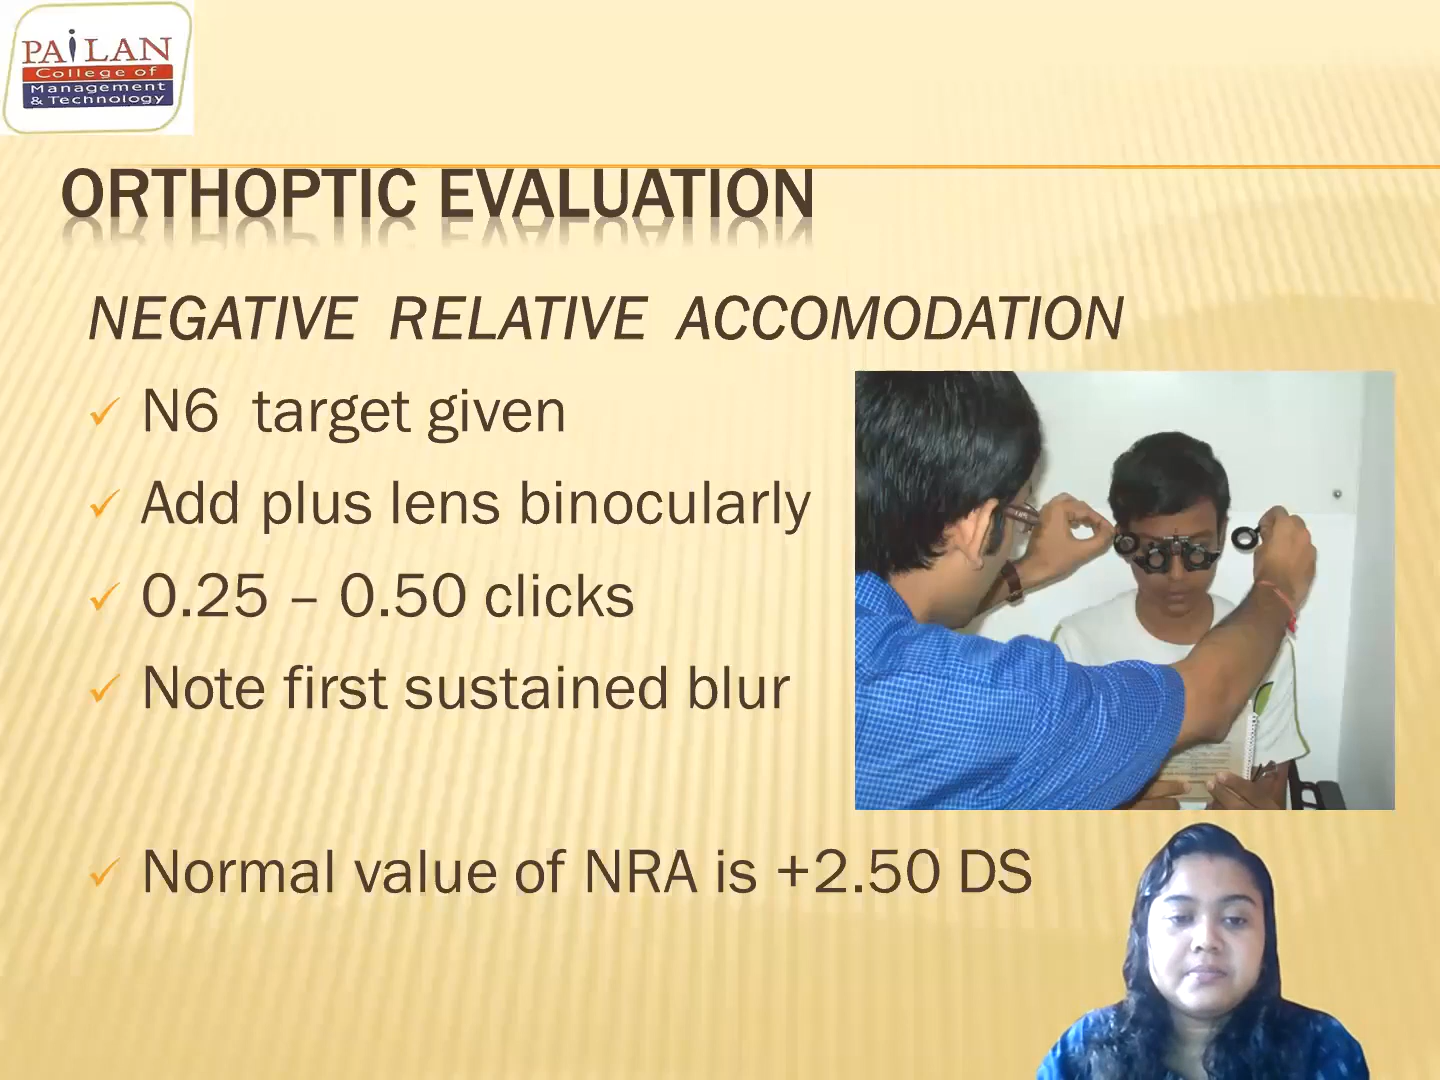 PAiLAN
College of
Management
& Technology
ORTHOPTIC EVALUATION
NEGATIVE RELATIVE ACCOMODATION
N6 target given
Add plus lens binocularly
0.25 – 0.50 clicks
Note first sustained blur
Normal value of NRA is +2.50 DS